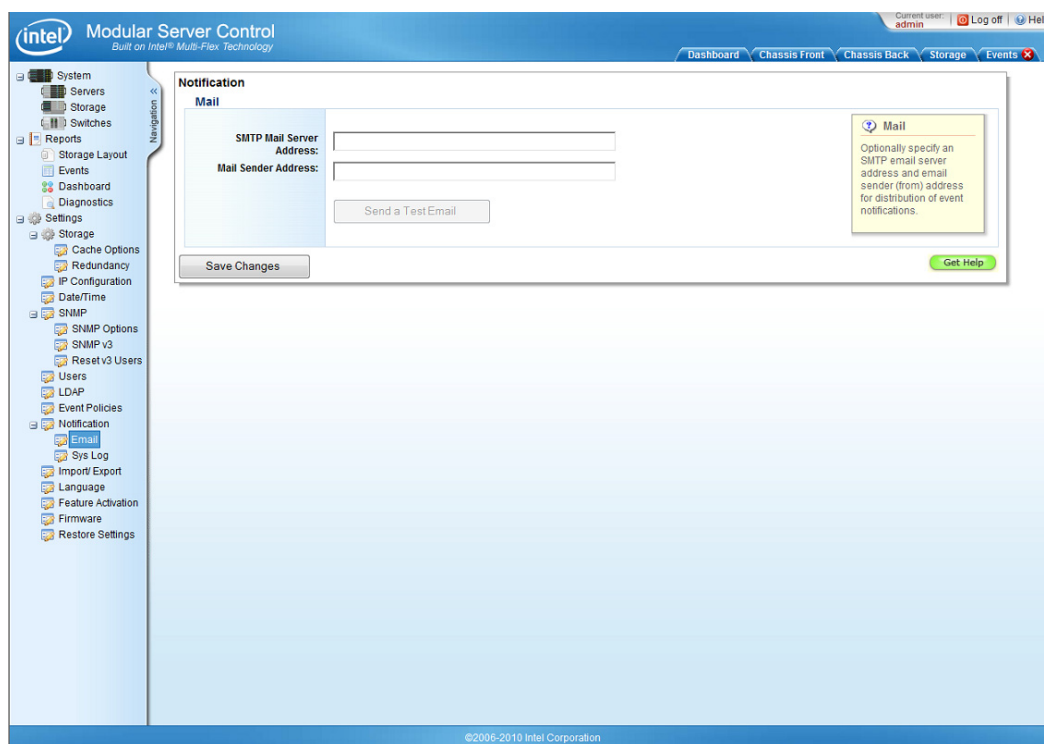 intel
Modular Server Control
Built on Intel® Multi-Flex Technology
Current user:
admin
Log off
Hel
Dashboard
Chassis Front
Chassis Back
Storage
Events
System
Servers
Storage
Switches
Reports
Storage Layout
Events
Dashboard
Diagnostics
Settings
Storage
Cache Options
Redundancy
IP Configuration
Date/Time
SNMP
SNMP Options
SNMP v3
Reset v3 Users
Users
LDAP
Event Policies
Notification
Email
Sys Log
Import/ Export
Language
Feature Activation
Firmware
Restore Settings
«
Navigation
Notification
Mail
SMTP Mail Server
Address:
Mail Sender Address:
Send a Test Email
Mail
Optionally specify an
SMTP email server
address and email
sender (from) address
for distribution of event
notifications.
Save Changes
Get Help
©2006-2010 Intel Corporation